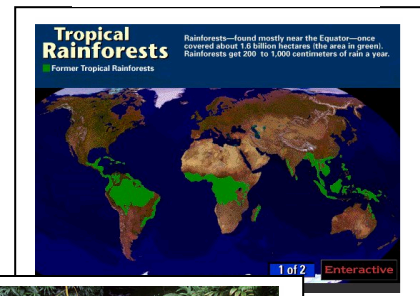 Tropical
Rainforests
Former Tropical Rainforests
Rainforests—found mostly near the Equator—once
covered about 1.6 billion hectares (the area in green).
Rainforests get 200 to 1,000 centimeters of rain a year.
1 of 2
Enteractive